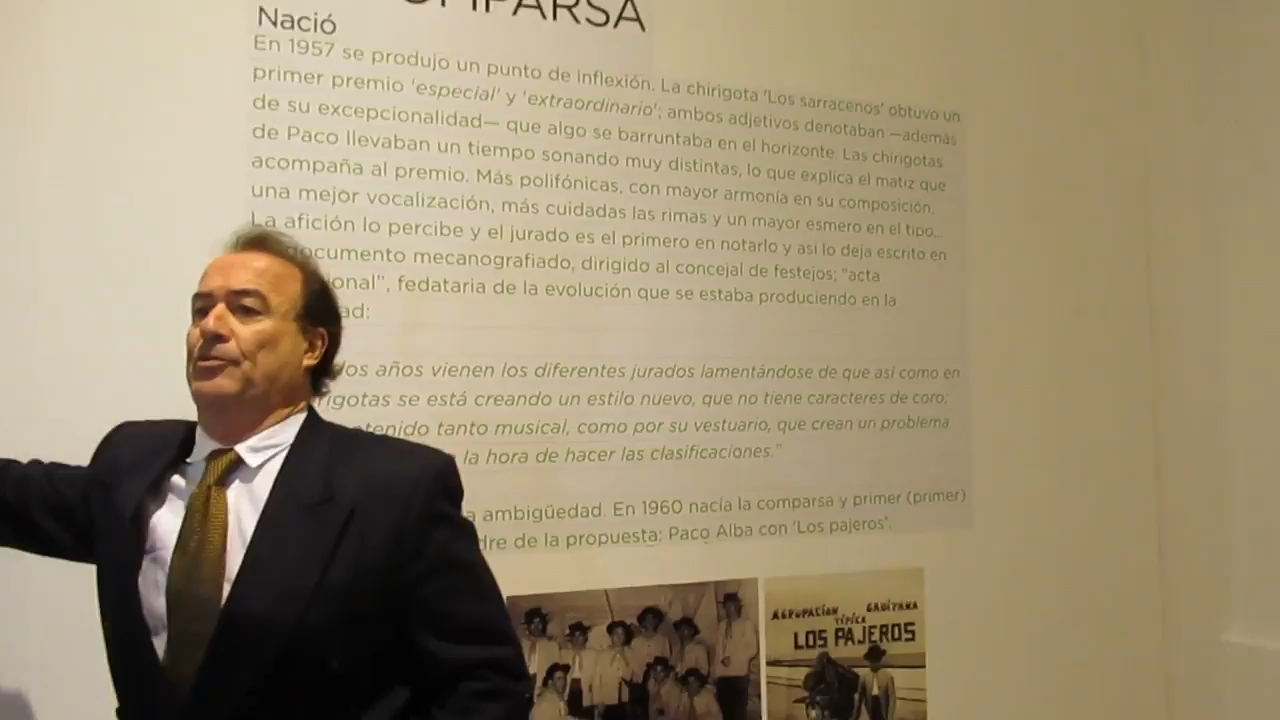 COMPARSA
Nació
En 1957 se produjo un punto de inflexión. La chirigota 'Los sarracenos' obtuvo un
primer premio 'especial' y 'extraordinario'; ambos adjetivos denotaban —además
de su excepcionalidad— que algo se barruntaba en el horizonte. Las chirigotas
de Paco llevaban un tiempo sonando muy distintas, lo que explica el matiz que
acompaña al premio. Más polifónicas, con mayor armonía en su composición,
una mejor vocalización, más cuidadas las rimas y un mayor esmero en el tipo...
La afición lo percibe y el jurado es el primero en notarlo y así lo deja escrito en
documento mecanografiado, dirigido al concejal de festejos; "acta
ional", fedataria de la evolución que se estaba produciendo en la
ad:
dos años vienen los diferentes jurados lamentándose de que así como en
rigotas se está creando un estilo nuevo, que no tiene caracteres de coro;
tenido tanto musical, como por su vestuario, que crean un problema
la hora de hacer las clasificaciones."
a ambigüedad. En 1960 nacía la comparsa y primer (primer)
dre de la propuesta: Paco Alba con 'Los pajeros'.
AGRUPACIÓN GADITANA
TÍPICA
LOS PAJEROS